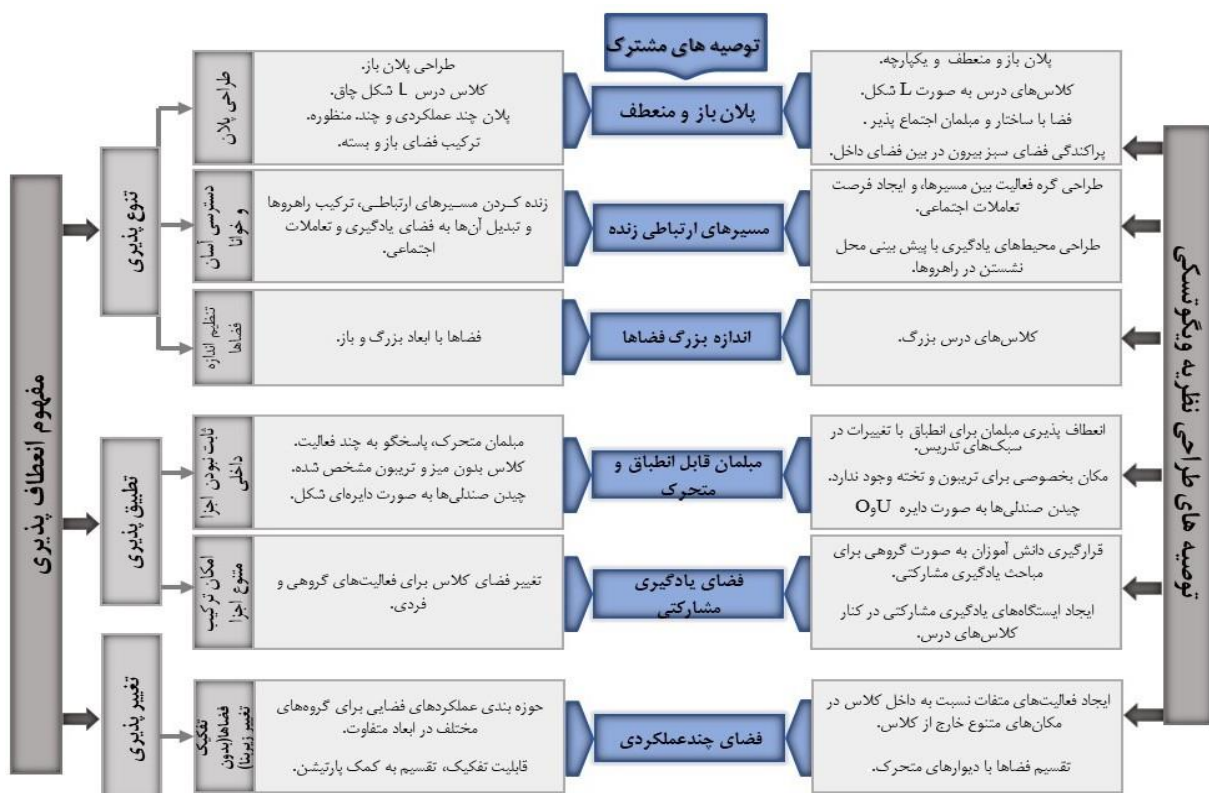 توصیه های مشترک
توصیه های طراحی نظریه ویگوتسکی
مفهوم انعطاف پذیری
پلان باز و منعطف و یکپارچه.
کلاس‌های درس به صورت L شکل.
فضا با ساختار و مبلمان اجتماع پذیر .
پراکندگی فضای سبز بیرون در بین فضای داخل.
پلان باز و منعطف
طراحی پلان باز.
کلاس درس L شکل چاق.
پلان چند عملکردی و چند. منظوره.
ترکیب فضای باز و بسته.
طراحی پلان
تنوع پذیری
طراحی گره فعالیت بین مسیرها، و ایجاد فرصت
تعاملات اجتماعی.
طراحی محیط‌های یادگیری با پیش بینی محل
نشستن در راهروها.
مسیرهای ارتباطی زنده
زنده کردن مسیرهای ارتباطی، ترکیب راهروها
و تبدیل آن‌ها به فضای یادگیری و تعاملات
اجتماعی.
دسترسی آسان
و خوانا
کلاس‌های درس بزرگ.
اندازه بزرگ فضاها
فضاها با ابعاد بزرگ و باز.
تنظیم اندازه
فضاها
انعطاف پذیری مبلمان برای انطباق با تغییرات در
سبک‌های تدریس.
مکان بخصوصی برای تریبون و تخته وجود ندارد.
چیدن صندلی‌ها به صورت دایره UوO
مبلمان قابل انطباق و
متحرک
مبلمان متحرک، پاسخگو به چند فعالیت.
کلاس بدون میز و تریبون مشخص شده.
چیدن صندلی‌ها به صورت دایره‌ای شکل.
ثابت نبودن اجزا
داخلی
تطبیق پذیری
قرارگیری دانش آموزان به صورت گروهی برای
مباحث یادگیری مشارکتی.
ایجاد ایستگاه‌های یادگیری مشارکتی در کنار
کلاس‌های درس.
فضای یادگیری
مشارکتی
تغییر فضای کلاس برای فعالیت‌های گروهی و
فردی.
امکان ترکیب
متنوع اجزا
ایجاد فعالیت‌های متفات نسبت به داخل کلاس در
مکان‌های متنوع خارج از کلاس.
تقسیم فضاها با دیوارهای متحرک.
فضای چندعملکردی
حوزه بندی عملکردهای فضایی برای گروه‌های
مختلف در ابعاد متفاوت.
قابلیت تفکیک، تقسیم به کمک پارتیشن.
تفکیک
فضاها(بدون
تغییر زیربنا)
تغییر پذیری